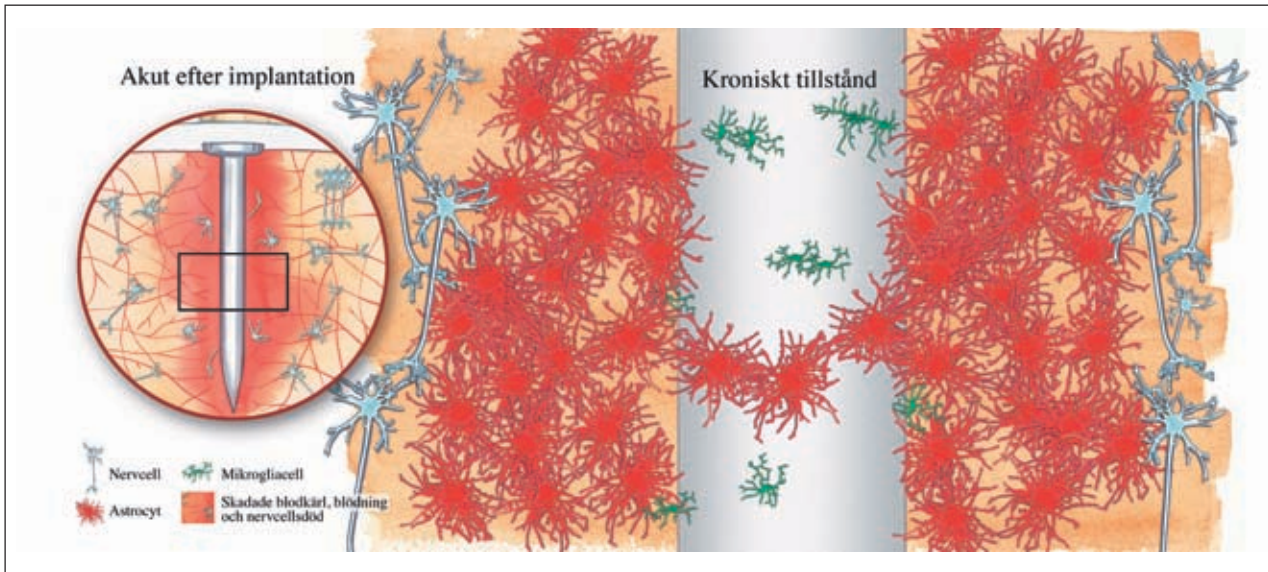 Akut efter implantation
Kroniskt tillstånd
Nervcell
Mikrogliacell
Astrocyt
Skadade blodkärl, blödning
och nervcellsdöd